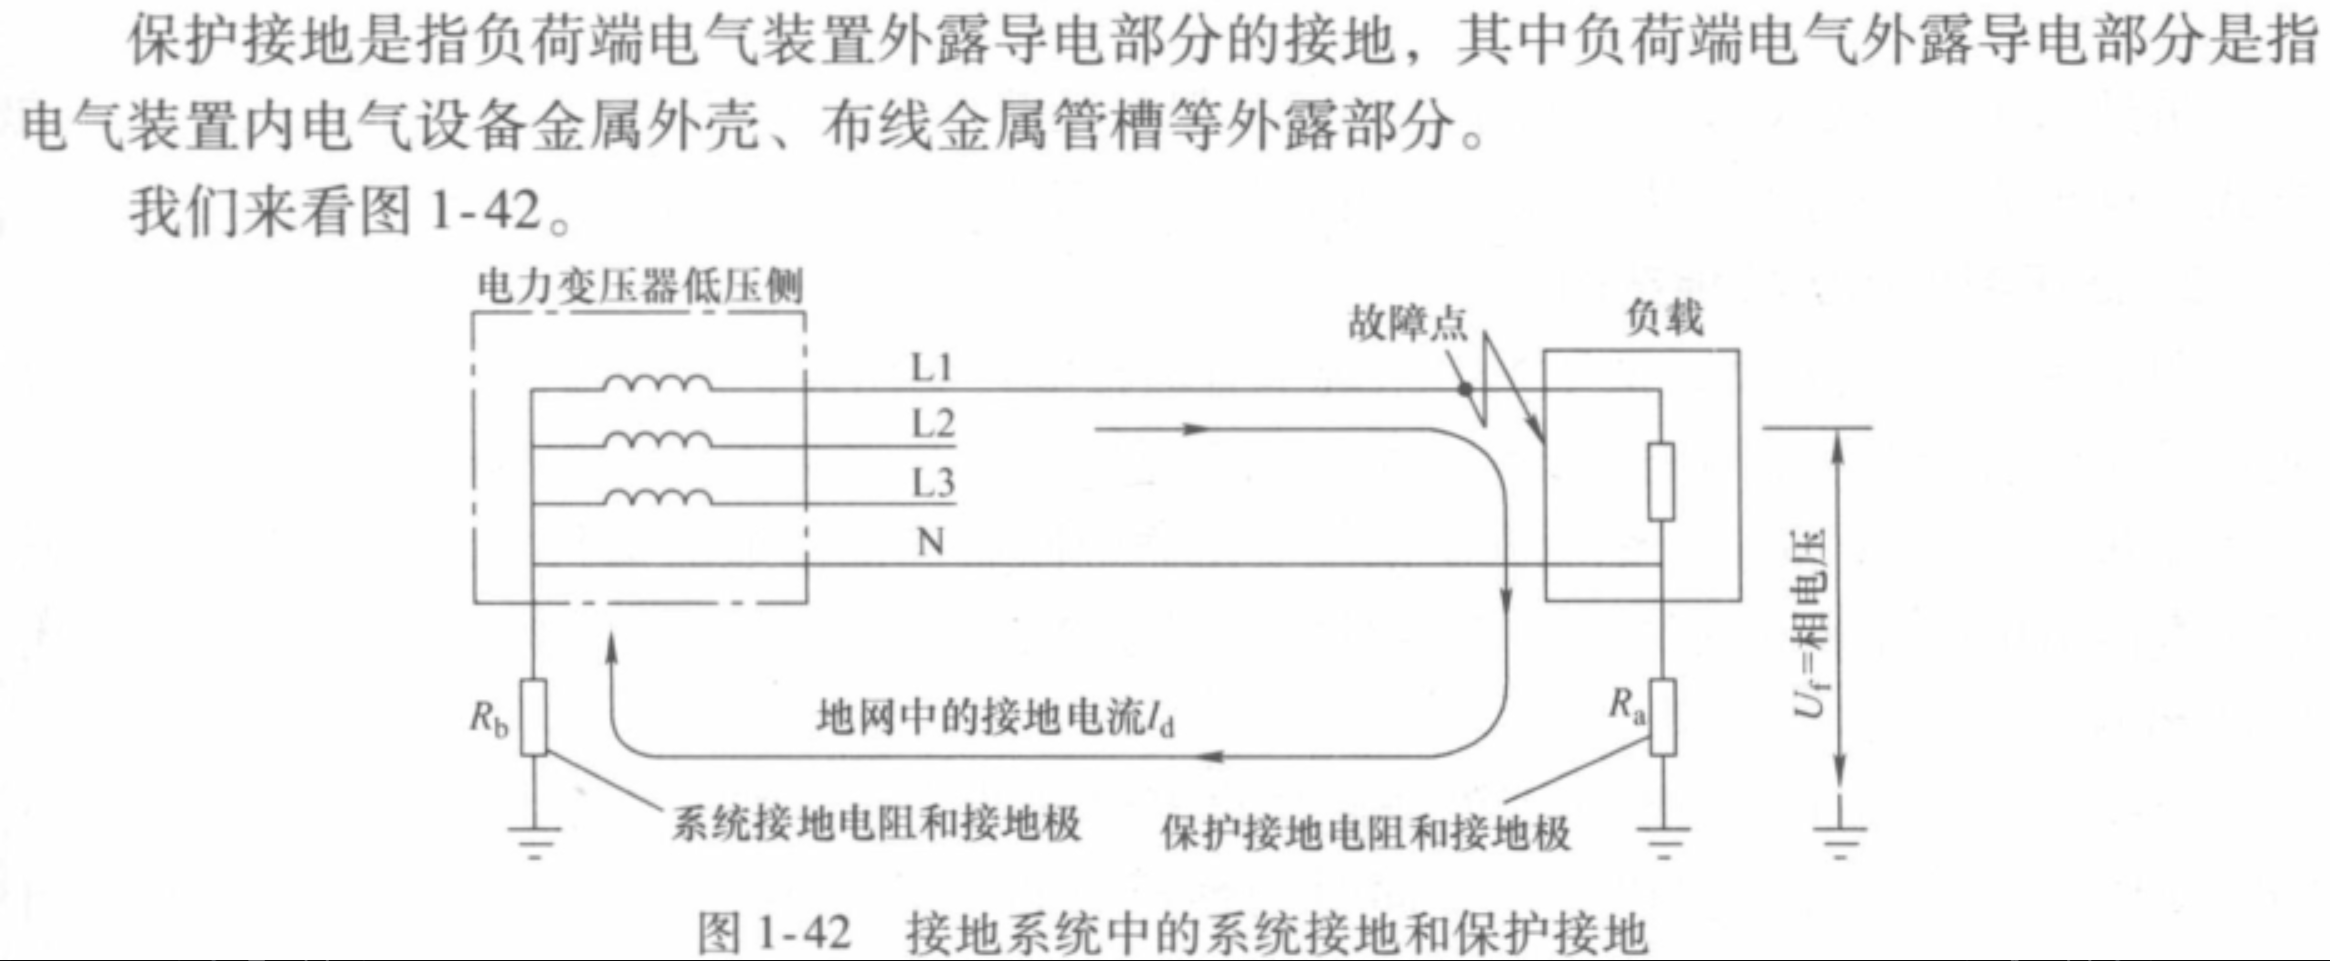 保护接地是指负荷端电气装置外露导电部分的接地，其中负荷端电气外露导电部分是指
电气装置内电气设备金属外壳、布线金属管槽等外露部分。
我们来看图 1-42。
电力变压器低压侧
故障点
负载
L1
L2
L3
N
Rb
地网中的接地电流Id
Ra
Uf=相电压
系统接地电阻和接地极
保护接地电阻和接地极
图 1-42 接地系统中的系统接地和保护接地